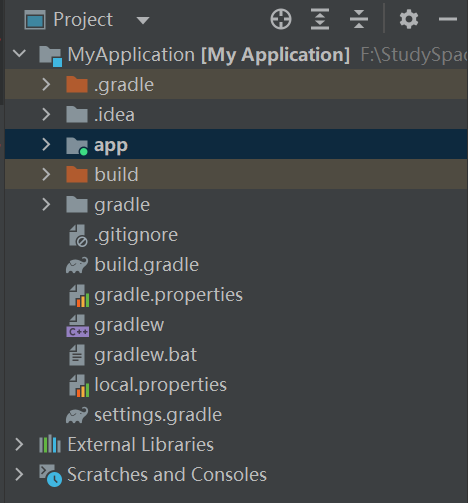 Project
MyApplication [My Application] F:\StudySpac
.gradle
.idea
app
build
gradle
.gitignore
build.gradle
gradle.properties
C++ gradlew
gradlew.bat
local.properties
settings.gradle
External Libraries
Scratches and Consoles